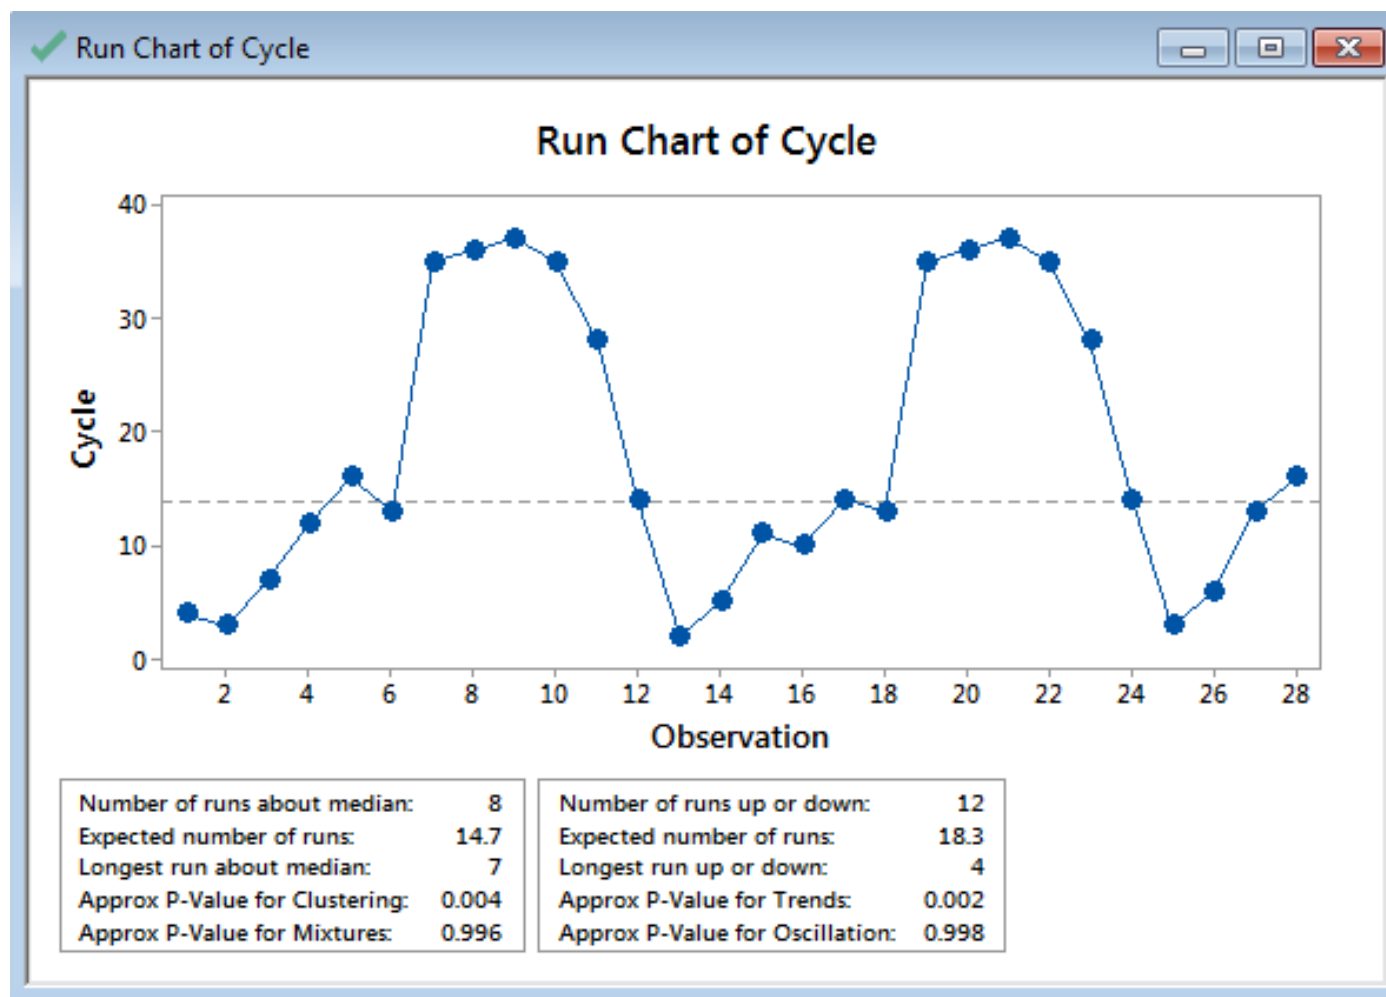 Run Chart of Cycle
Run Chart of Cycle
40
30
20
10
0
Cycle
2 4 6 8 10 12 14 16 18 20 22 24 26 28
Observation
Number of runs about median: 8
Expected number of runs: 14.7
Longest run about median: 7
Approx P-Value for Clustering: 0.004
Approx P-Value for Mixtures: 0.996
Number of runs up or down: 12
Expected number of runs: 18.3
Longest run up or down: 4
Approx P-Value for Trends: 0.002
Approx P-Value for Oscillation: 0.998